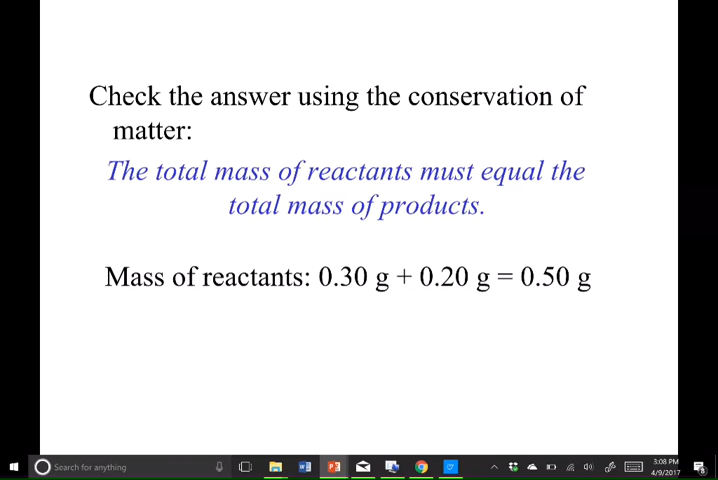 Check the answer using the conservation of
matter:
The total mass of reactants must equal the
total mass of products.
Mass of reactants: 0.30 g + 0.20 g = 0.50 g
Search for anything
3:08 PM
4/9/2017